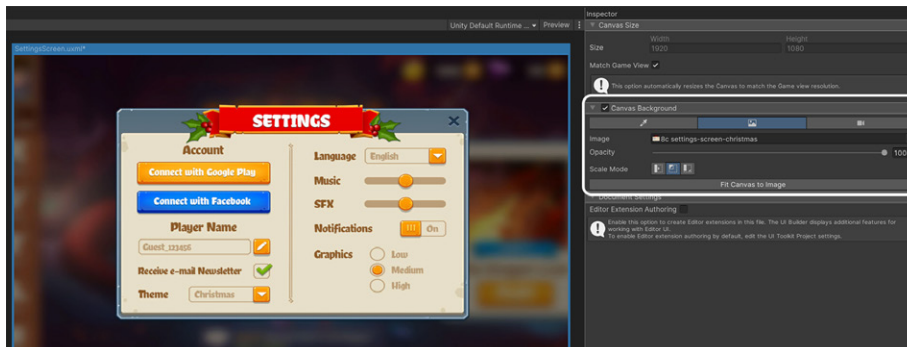 Unity Default Runtime ... Preview
SettingsScreen.uxml*
SETTINGS
Account
Connect with Google Play
Connect with Facebook
Player Name
Guest_123456
Receive e-mail Newsletter
Theme
Christmas
Language
English
Music
SFX
Notifications
On
Graphics
Low
Medium
High
Inspector
Canvas Size
Width
Height
Size
1920
1080
Match Game View
This option automatically resizes the Canvas to match the Game view resolution.
Canvas Background
Image
8c settings-screen-christmas
Opacity
100
Scale Mode
Fit Canvas to Image
Document Settings
Editor Extension Authoring
Enable this option to create Editor extensions in this file. The UI Builder displays additional features for
working with Editor UI.
To enable Editor extension authoring by default, edit the UI Toolkit Project settings.